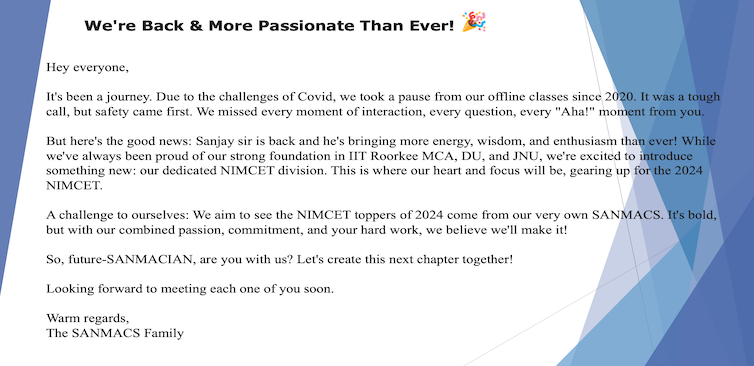 We're Back & More Passionate Than Ever! 🎉
Hey everyone,
It's been a journey. Due to the challenges of Covid, we took a pause from our offline classes since 2020. It was a tough
call, but safety came first. We missed every moment of interaction, every question, every "Aha!" moment from you.
But here's the good news: Sanjay sir is back and he's bringing more energy, wisdom, and enthusiasm than ever! While
we've always been proud of our strong foundation in IIT Roorkee MCA, DU, and JNU, we're excited to introduce
something new: our dedicated NIMCET division. This is where our heart and focus will be, gearing up for the 2024
NIMCET.
A challenge to ourselves: We aim to see the NIMCET toppers of 2024 come from our very own SANMACS. It's bold,
but with our combined passion, commitment, and your hard work, we believe we'll make it!
So, future-SANMACIAN, are you with us? Let's create this next chapter together!
Looking forward to meeting each one of you soon.
Warm regards,
The SANMACS Family